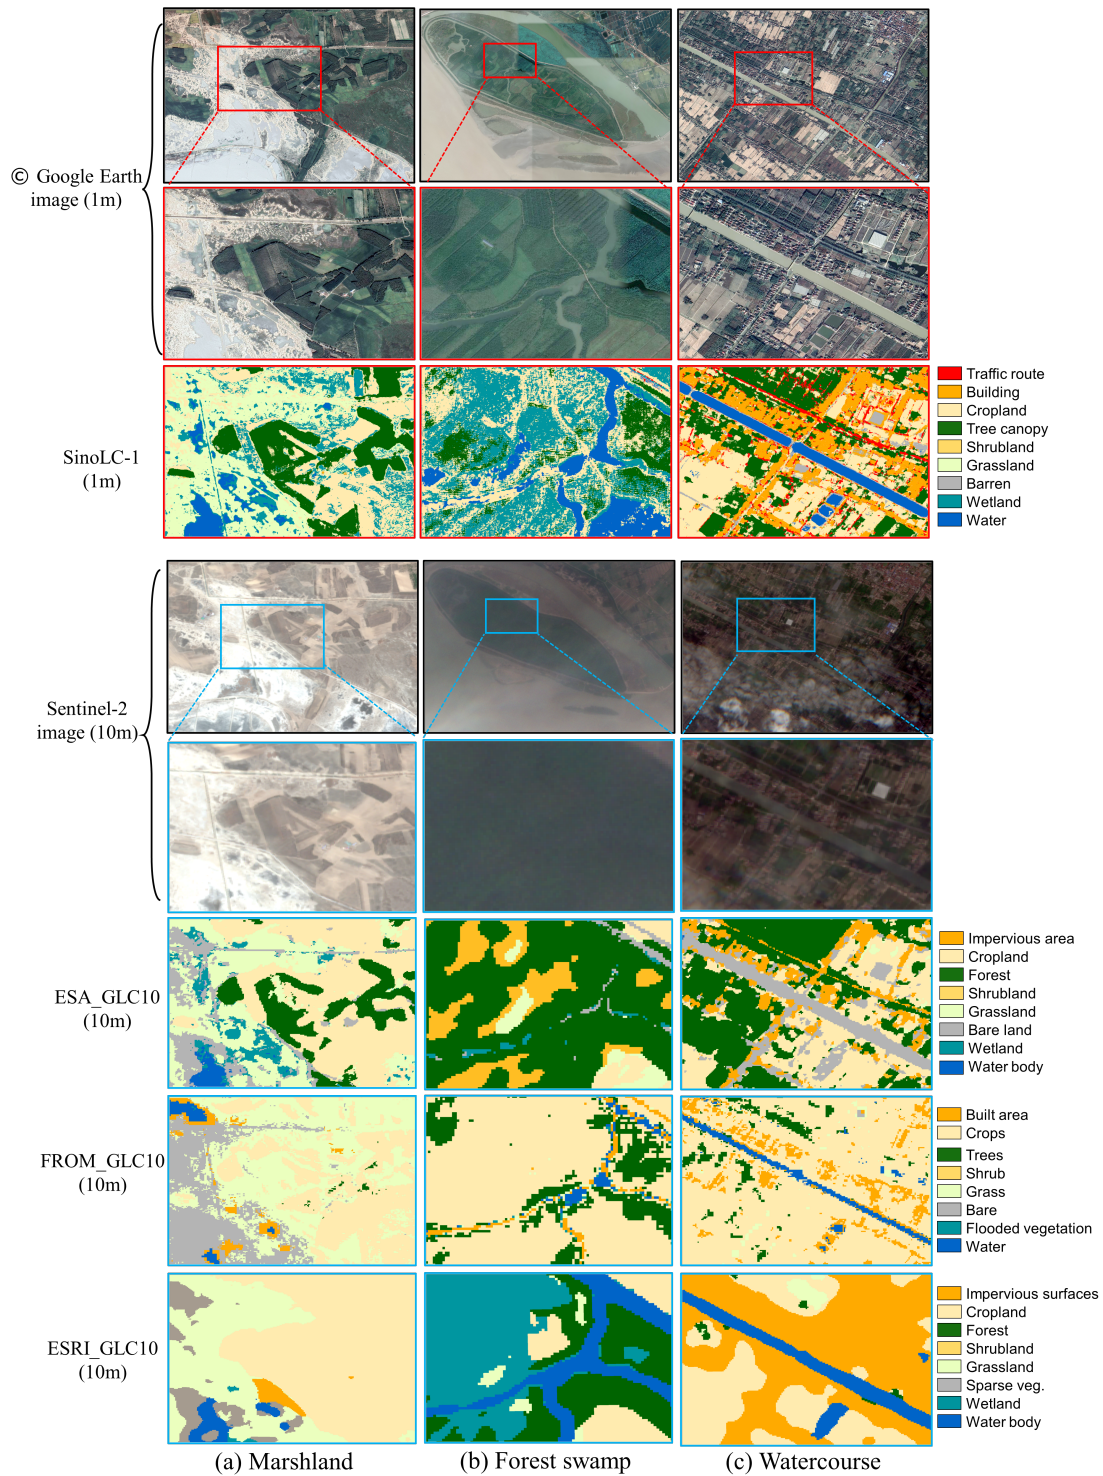 © Google Earth
image (1m)
SinoLC-1
(1m)
Traffic route
Building
Cropland
Tree canopy
Shrubland
Grassland
Barren
Wetland
Water
Sentinel-2
image (10m)
ESA_GLC10
(10m)
Impervious area
Cropland
Forest
Shrubland
Grassland
Bare land
Wetland
Water body
FROM_GLC10
(10m)
Built area
Crops
Trees
Shrub
Grass
Bare
Flooded vegetation
Water
ESRI_GLC10
(10m)
Impervious surfaces
Cropland
Forest
Shrubland
Grassland
Sparse veg.
Wetland
Water body
(a) Marshland
(b) Forest swamp
(c) Watercourse